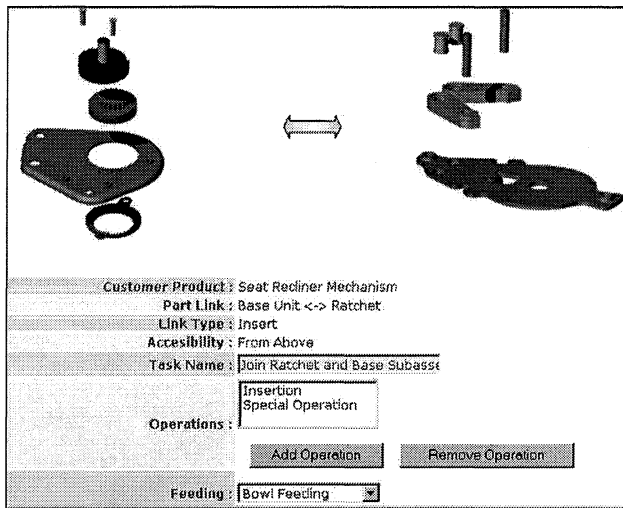 Customer Product : Seat Recliner Mechanism
Part Link : Base Unit <-> Ratchet
Link Type : Insert
Accesibility : From Above
Task Name : Join Ratchet and Base Subasse
Insertion
Special Operation
Operations :
Add Operation Remove Operation
Feeding : Bowl Feeding